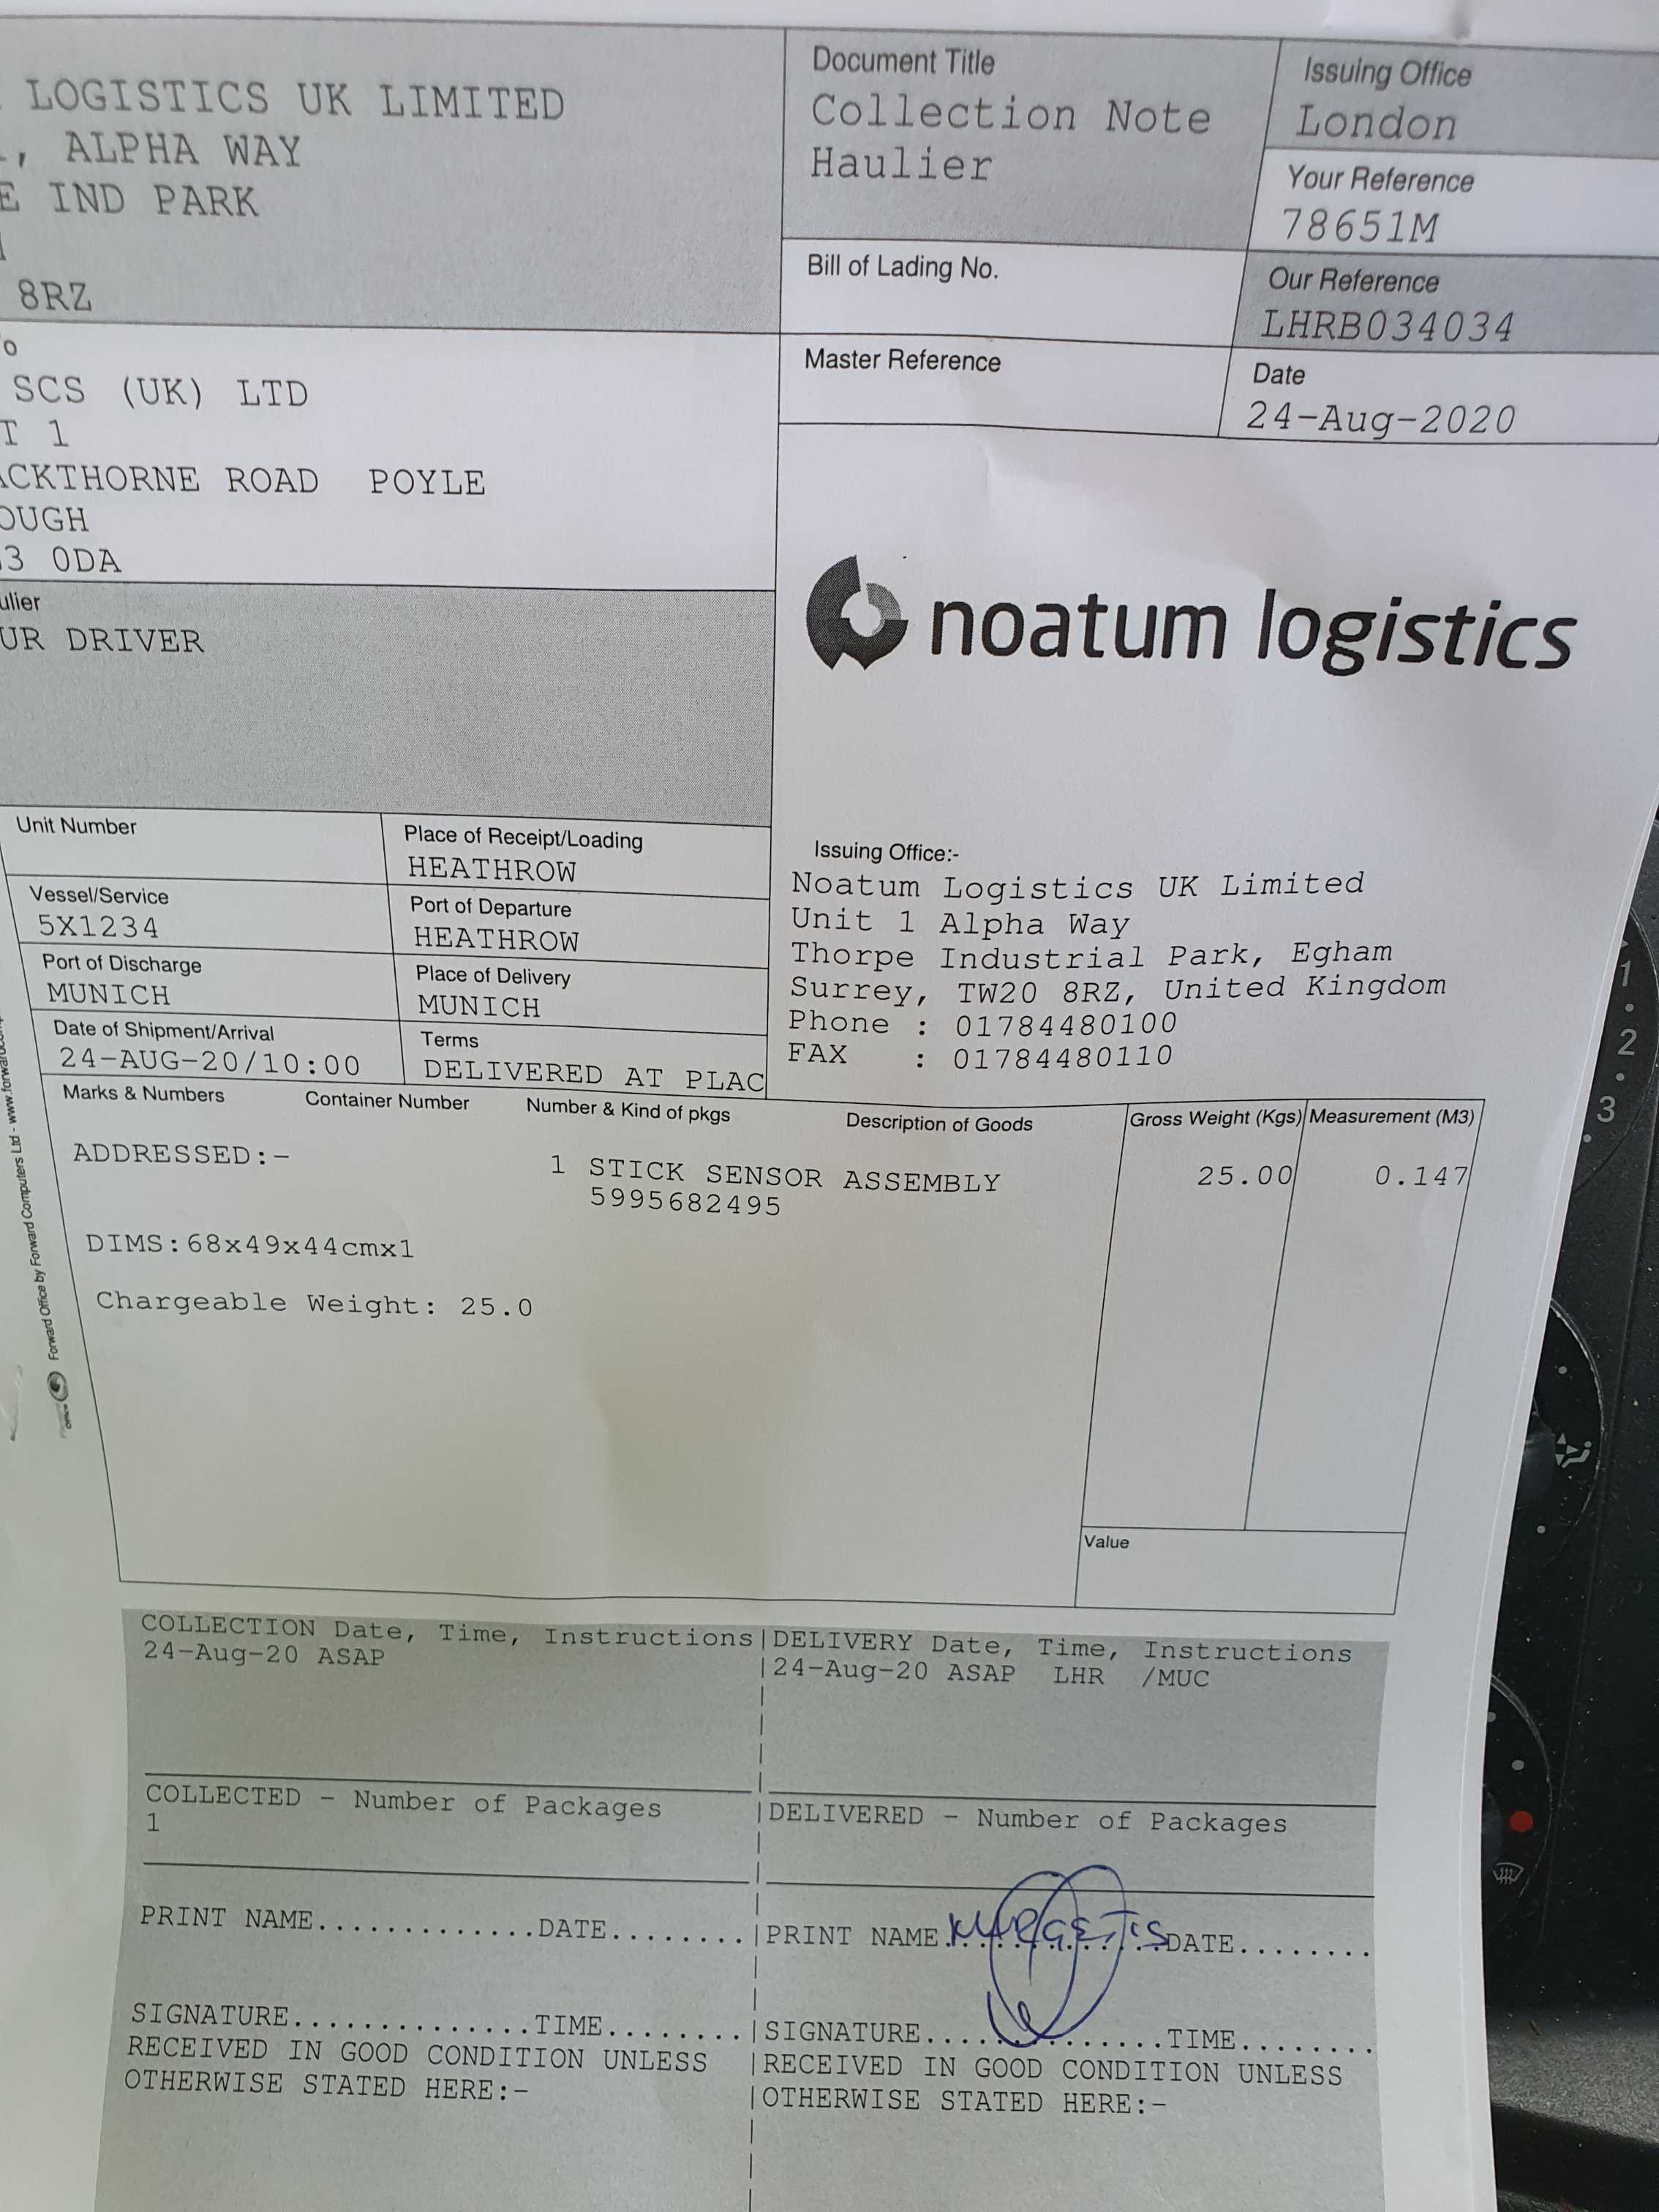 LOGISTICS UK LIMITED
, ALPHA WAY
E IND PARK
8RZ
Document Title
Collection Note
Haulier
Issuing Office
London
Your Reference
78651M
Bill of Lading No.
Our Reference
LHRB034034
Master Reference
Date
24-Aug-2020
o
SCS (UK) LTD
T 1
ACKTHORNE ROAD POYLE
OUGH
3 0DA
ulier
UR DRIVER
noatum logistics
Unit Number
Place of Receipt/Loading
HEATHROW
Vessel/Service
5X1234
Port of Departure
HEATHROW
Port of Discharge
MUNICH
Place of Delivery
MUNICH
Date of Shipment/Arrival
24-AUG-20/10:00
Terms
DELIVERED AT PLAC
Issuing Office:-
Noatum Logistics UK Limited
Unit 1 Alpha Way
Thorpe Industrial Park, Egham
Surrey, TW20 8RZ, United Kingdom
Phone : 01784480100
FAX : 01784480110
Marks & Numbers Container Number Number & Kind of pkgs Description of Goods Gross Weight (Kgs) Measurement (M3)
ADDRESSED:- 1 STICK SENSOR ASSEMBLY 25.00 0.147
5995682495
DIMS:68x49x44cmx1
Chargeable Weight: 25.0
Value
Forward Office by Forward Computers Ltd - www.forwardco
COLLECTION Date, Time, Instructions
24-Aug-20 ASAP
DELIVERY Date, Time, Instructions
24-Aug-20 ASAP LHR /MUC
COLLECTED - Number of Packages
1
DELIVERED - Number of Packages
PRINT NAME.............DATE........
PRINT NAME.............DATE........
SIGNATURE..............TIME........
RECEIVED IN GOOD CONDITION UNLESS
OTHERWISE STATED HERE:-
SIGNATURE..............TIME........
RECEIVED IN GOOD CONDITION UNLESS
OTHERWISE STATED HERE:-
1
2
3